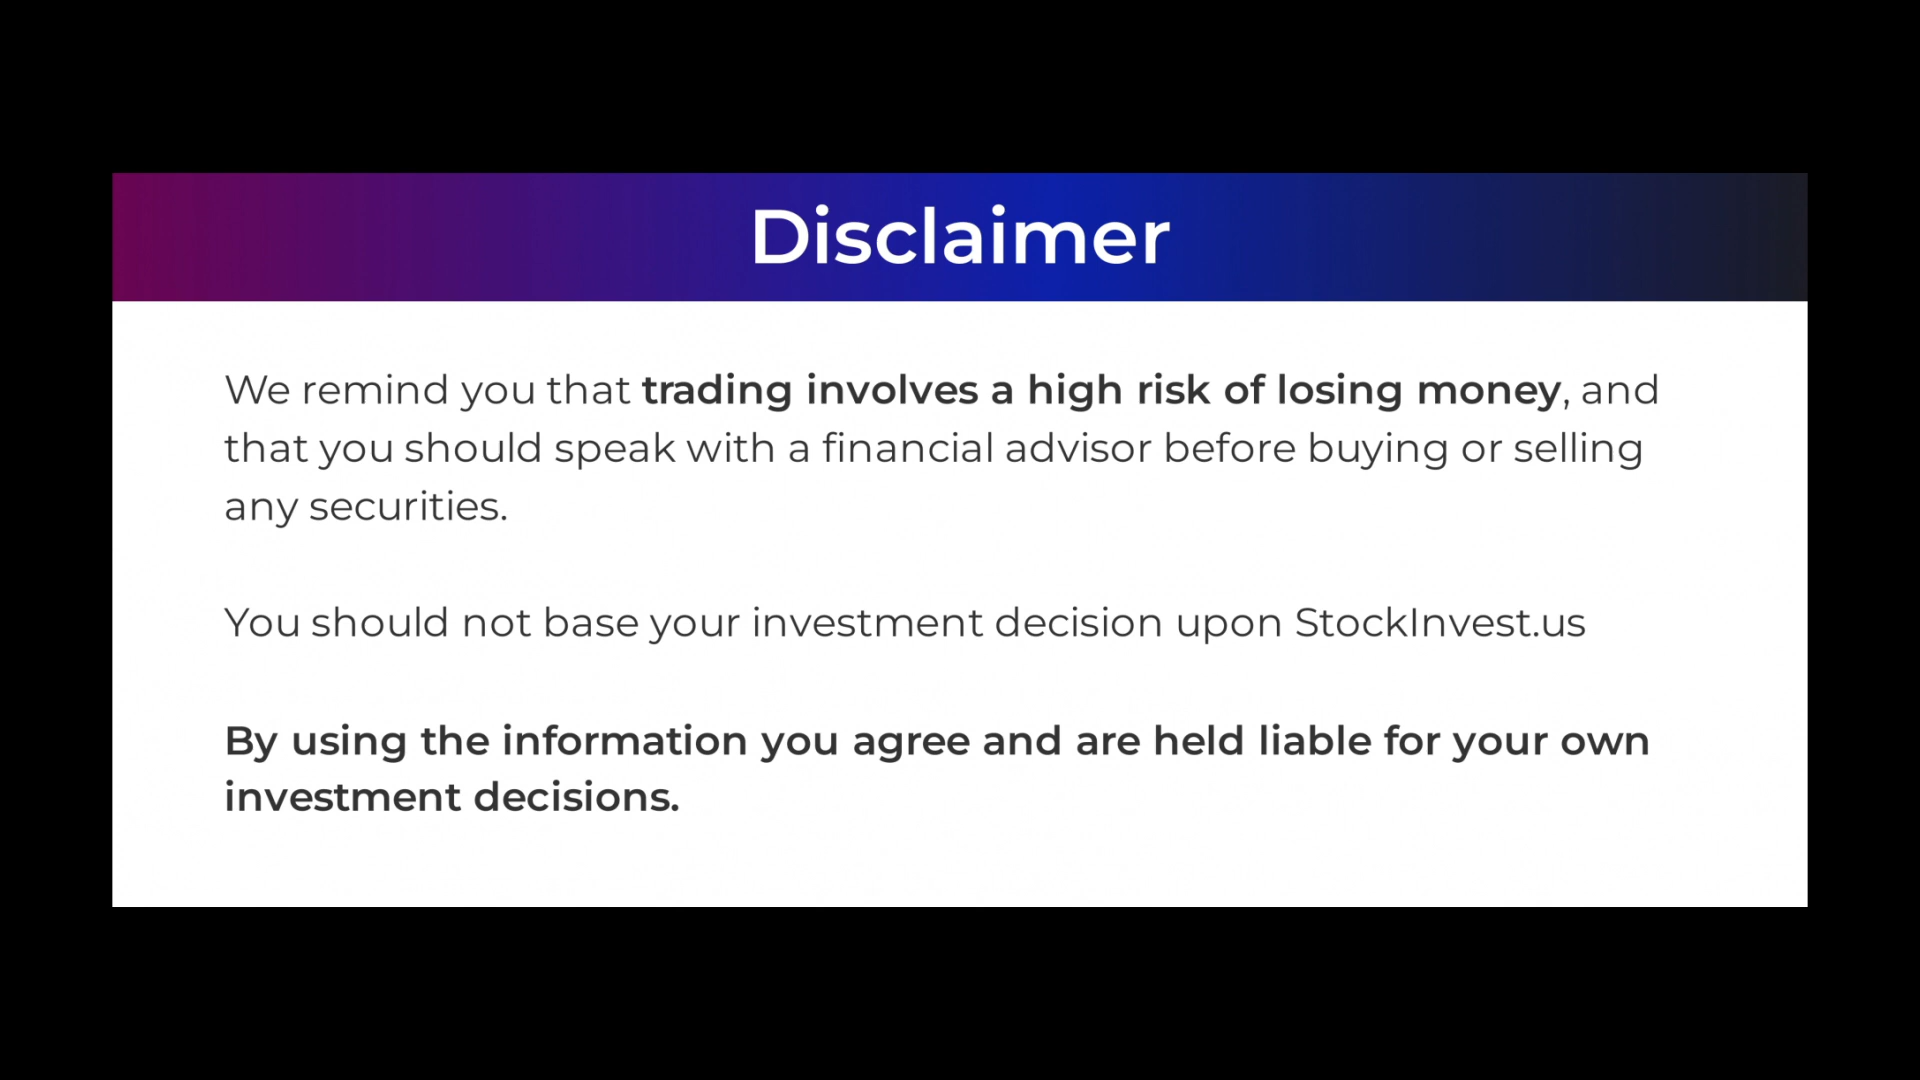 Disclaimer
We remind you that trading involves a high risk of losing money, and
that you should speak with a financial advisor before buying or selling
any securities.
You should not base your investment decision upon StockInvest.us
By using the information you agree and are held liable for your own
investment decisions.